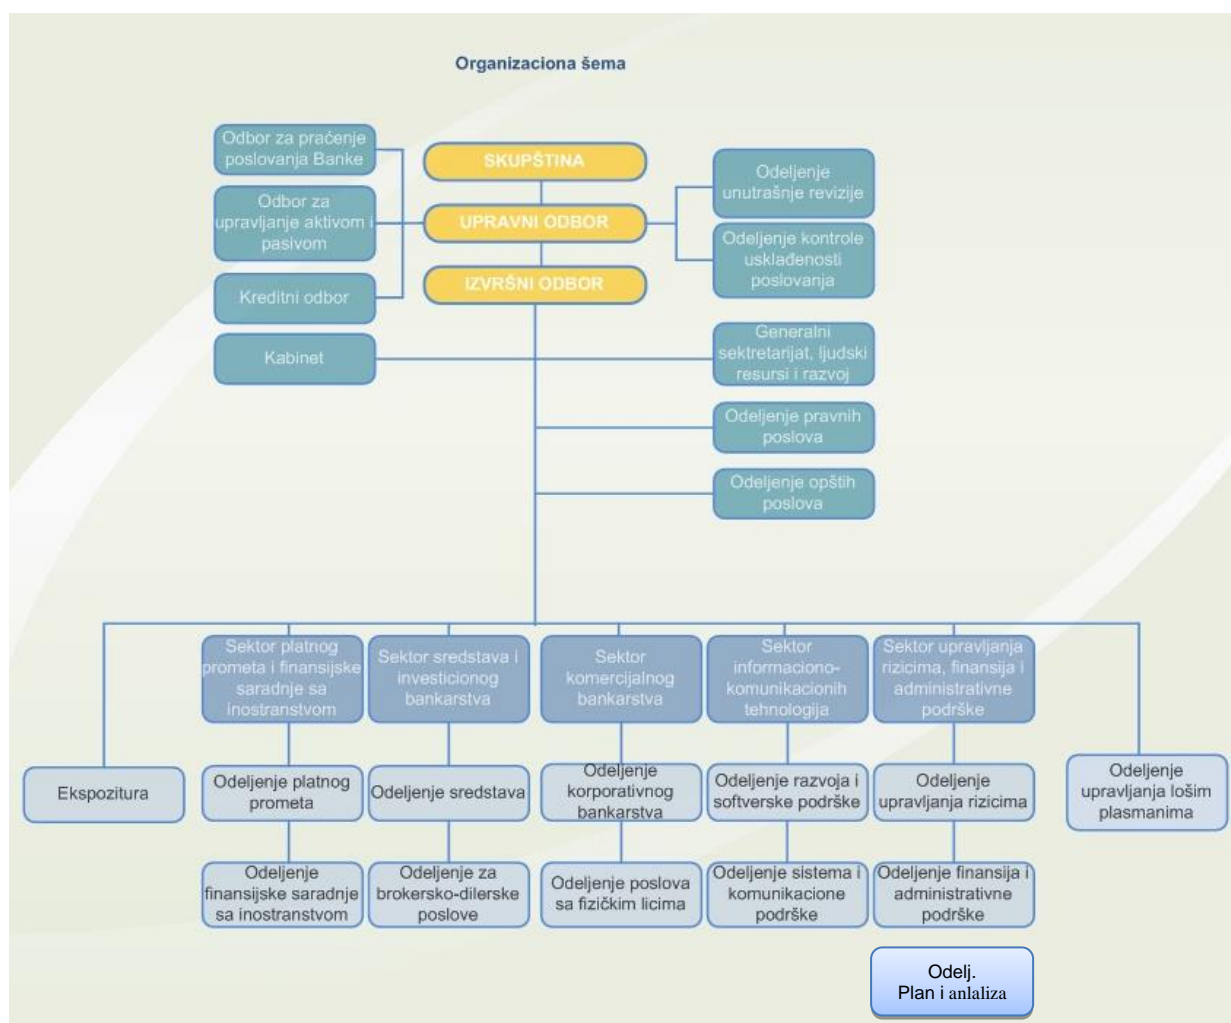 Organizaciona šema
Odbor za praćenje
poslovanja Banke
SKUPŠTINA
Odeljenje
unutrašnje revizije
Odbor za
upravljanje aktivom i
pasivom
UPRAVNI ODBOR
Odeljenje kontrole
usklađenosti
poslovanja
Kreditni odbor
IZVRŠNI ODBOR
Kabinet
Generalni
sektretarijat, ljudski
resursi i razvoj
Odeljenje pravnih
poslova
Odeljenje opštih
poslova
Sektor platnog
prometa i finansijske
saradnje sa
inostranstvom
Sektor sredstava i
investicionog
bankarstva
Sektor
komercijalnog
bankarstva
Sektor
informaciono-
komunikacionih
tehnologija
Sektor upravljanja
rizicima, finansija i
administrativne
podrške
Ekspozitura
Odeljenje platnog
prometa
Odeljenje sredstava
Odeljenje
korporativnog
bankarstva
Odeljenje razvoja i
softverske podrške
Odeljenje
upravljanja rizicima
Odeljenje
upravljanja lošim
plasmanima
Odeljenje
finansijske saradnje
sa inostranstvom
Odeljenje za
brokersko-dilerske
poslove
Odeljenje poslova
sa fizičkim licima
Odeljenje sistema i
komunikacione
podrške
Odeljenje finansija i
administrativne
podrške
Odelj.
Plan i anlaliza